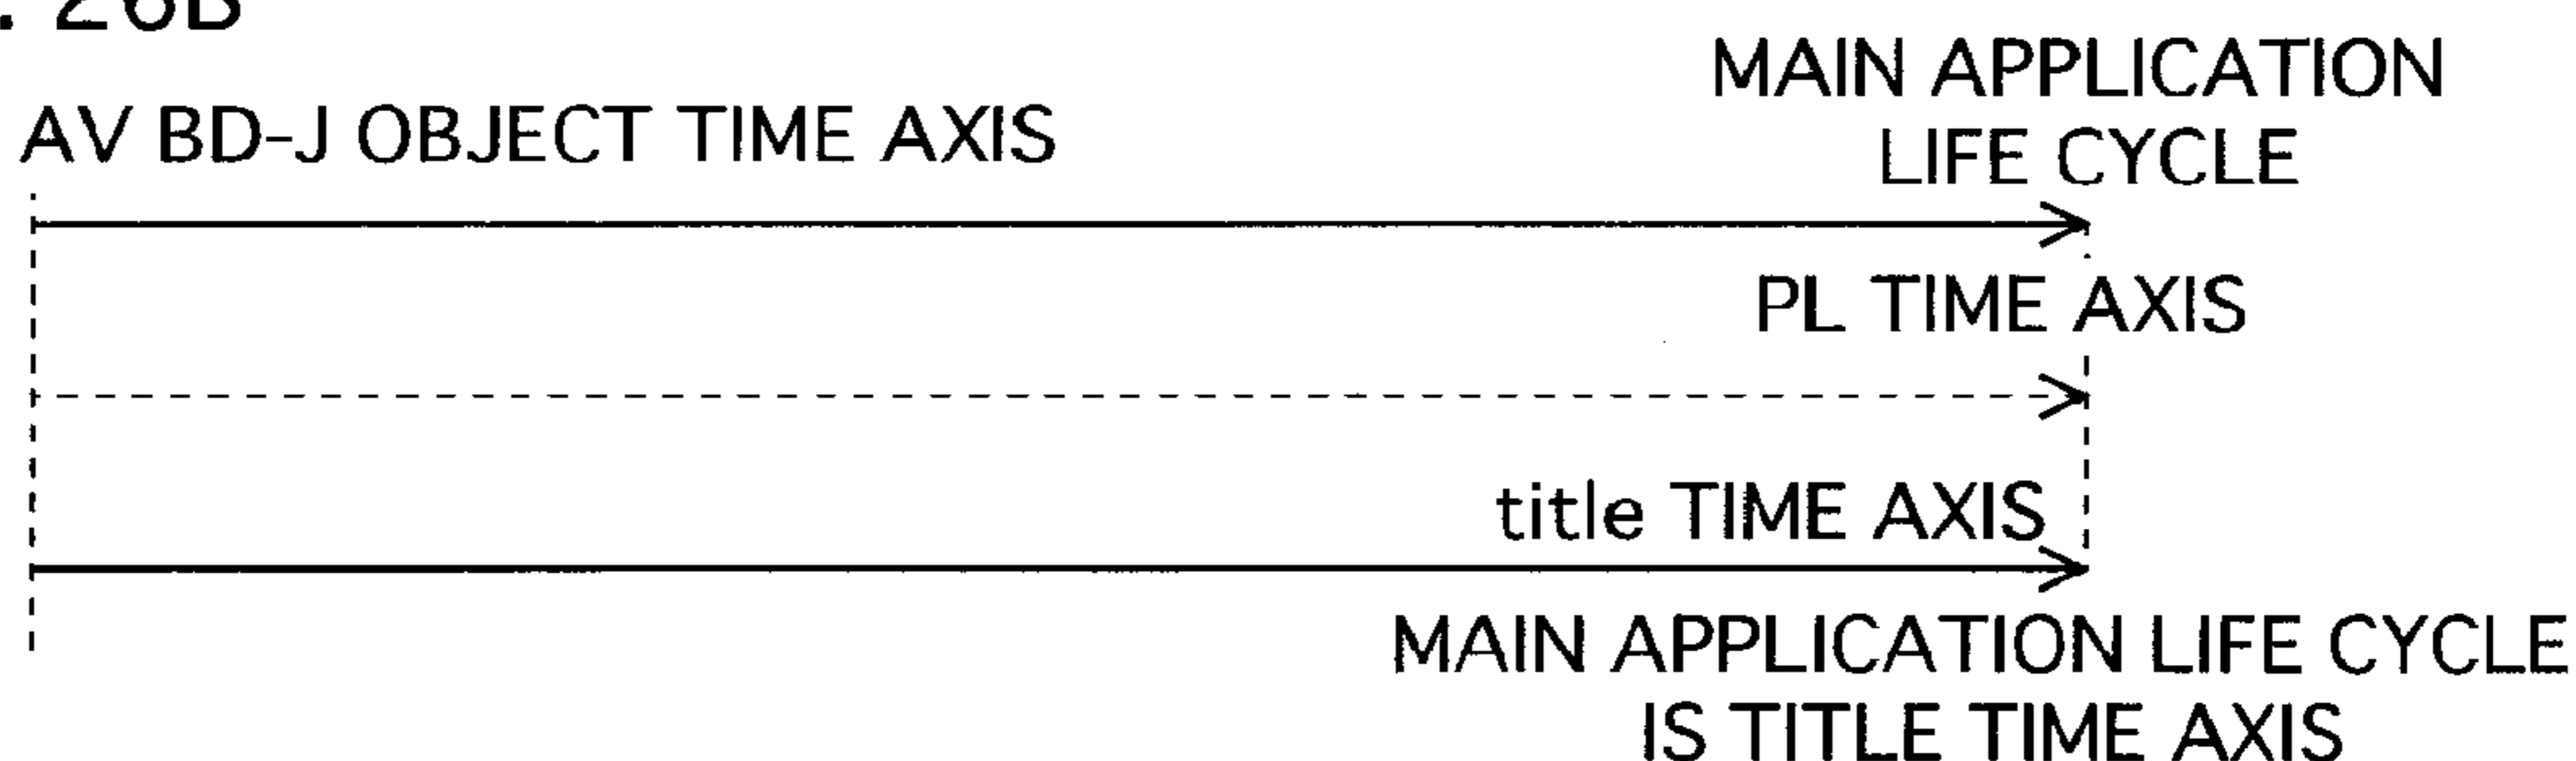 . 26B
MAIN APPLICATION
AV BD-J OBJECT TIME AXIS
LIFE CYCLE
PL TIME AXIS
title TIME AXIS
MAIN APPLICATION LIFE CYCLE
IS TITLE TIME AXIS